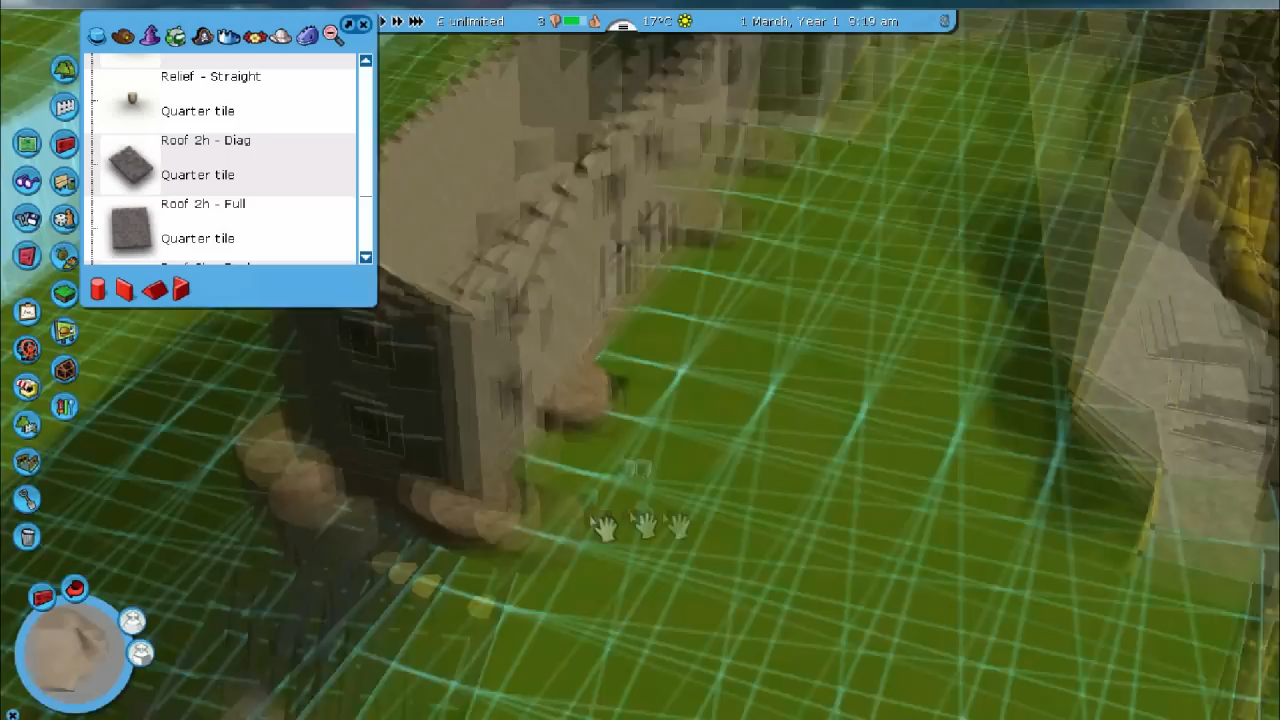 £ unlimited 3 17°C 1 March, Year 1 9:19 am
Relief - Straight
Quarter tile
Roof 2h - Diag
Quarter tile
Roof 2h - Full
Quarter tile